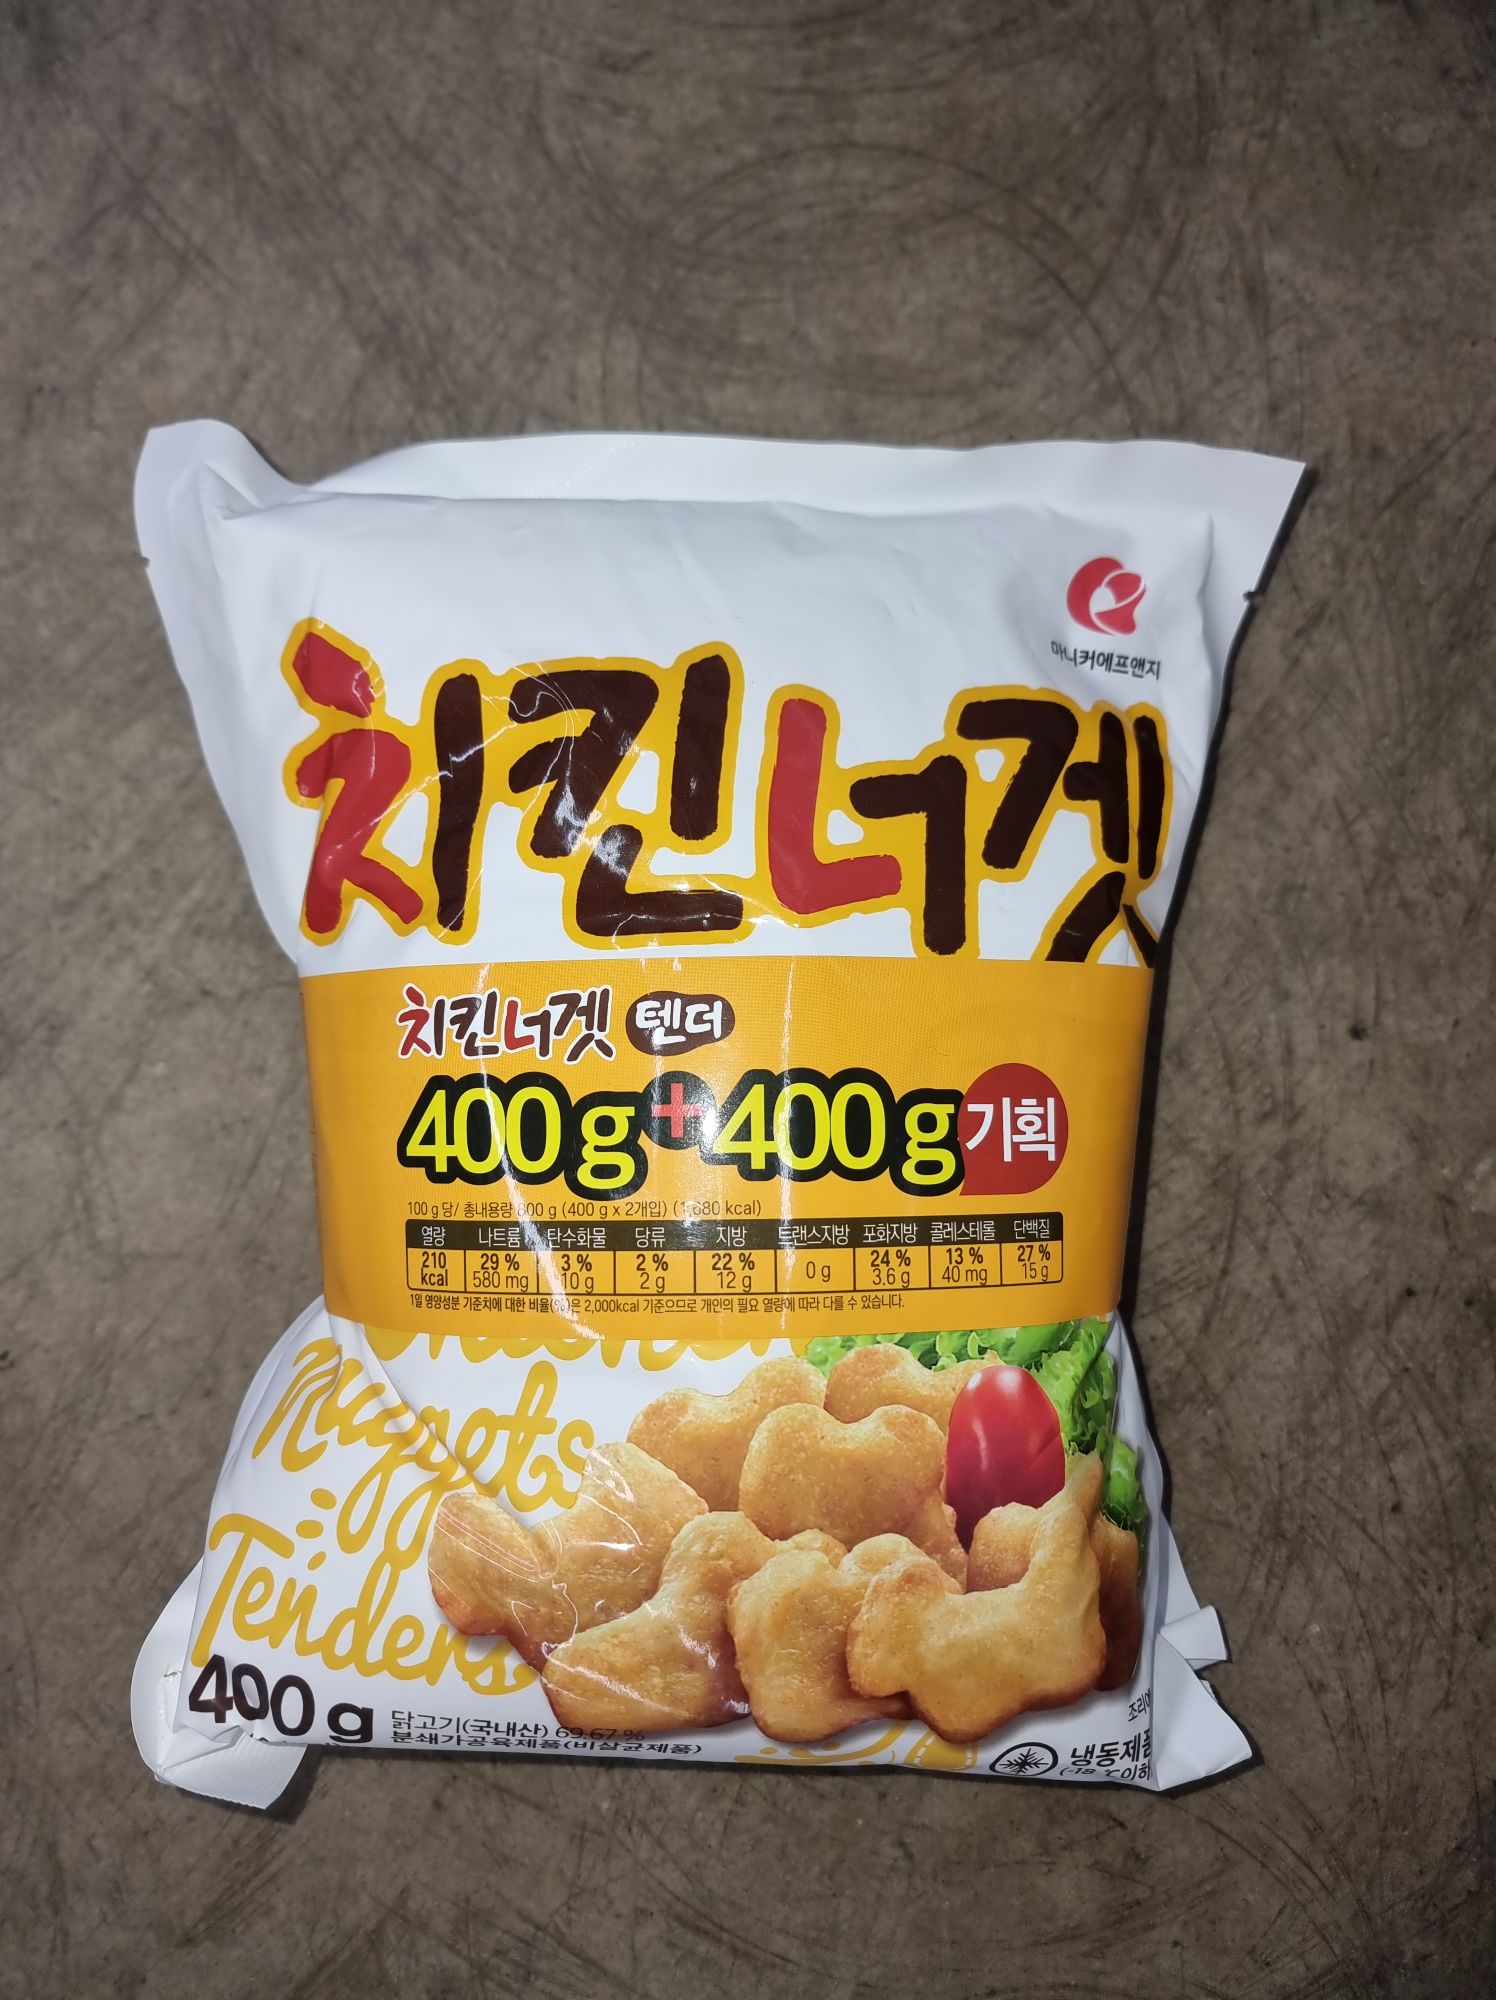 마니커에프앤지
치킨너겟
치킨너겟 텐더
400 g + 400 g 기획
100 g 당/ 총내용량 800 g (400 g x 2개입) (1,680 kcal)
열량 나트륨 탄수화물 당류 지방 트랜스지방 포화지방 콜레스테롤 단백질
210 29 % 3 % 2 % 22 % 0 g 24 % 13 % 27 %
kcal 580 mg 10 g 2 g 12 g 3.6 g 40 mg 15 g
1일 영양성분 기준치에 대한 비율(%)은 2,000kcal 기준이므로 개인의 필요 열량에 따라 다를 수 있습니다.
Nuggets
Tenders
400 g
닭고기(국내산) 69.67 %
분쇄가공육제품(비살균제품)
냉동제품
(-18 ℃이하